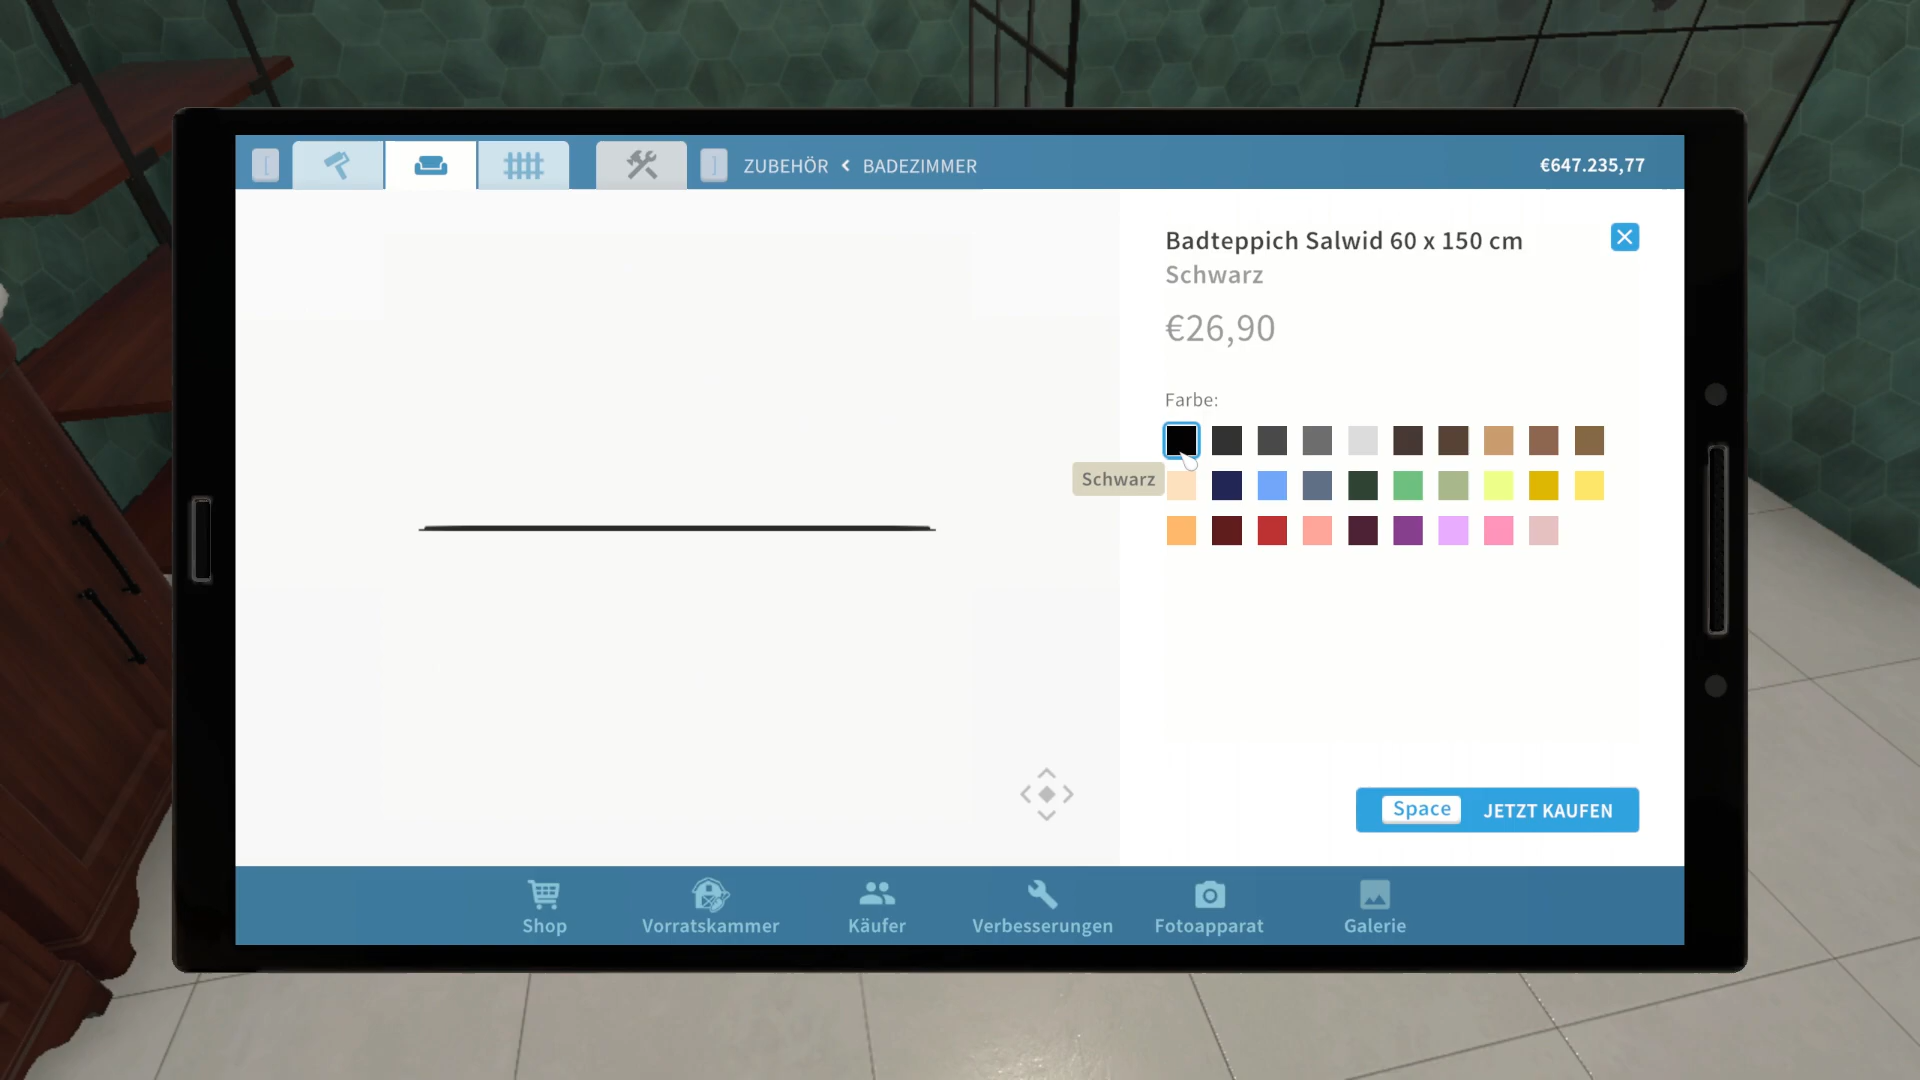 [
]
ZUBEHÖR < BADEZIMMER
€647.235,77
Badteppich Salwid 60 x 150 cm
Schwarz
€26,90
Farbe:
Schwarz
Space JETZT KAUFEN
Shop
Vorratskammer
Käufer
Verbesserungen
Fotoapparat
Galerie